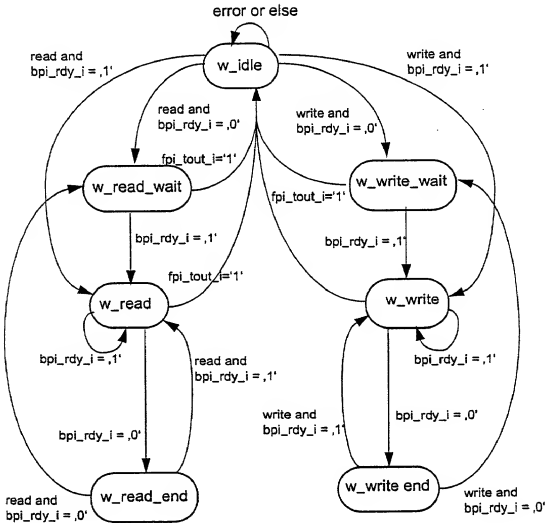 error or else
read and
bpi_rdy_i = ,1'
w_idle
write and
bpi_rdy_i = ,1'
read and
bpi_rdy_i = ,0'
write and
bpi_rdy_i = ,0'
fpi_tout_i='1'
w_read_wait
w_write_wait
fpi_tout_i='1'
bpi_rdy_i = ,1'
bpi_rdy_i = ,1'
fpi_tout_i='1'
w_read
w_write
bpi_rdy_i = ,1'
read and
bpi_rdy_i = ,1'
bpi_rdy_i = ,1'
write and
bpi_rdy_i = ,1'
bpi_rdy_i = ,0'
bpi_rdy_i = ,0'
read and
bpi_rdy_i = ,0'
w_read_end
w_write end
write and
bpi_rdy_i = ,0'